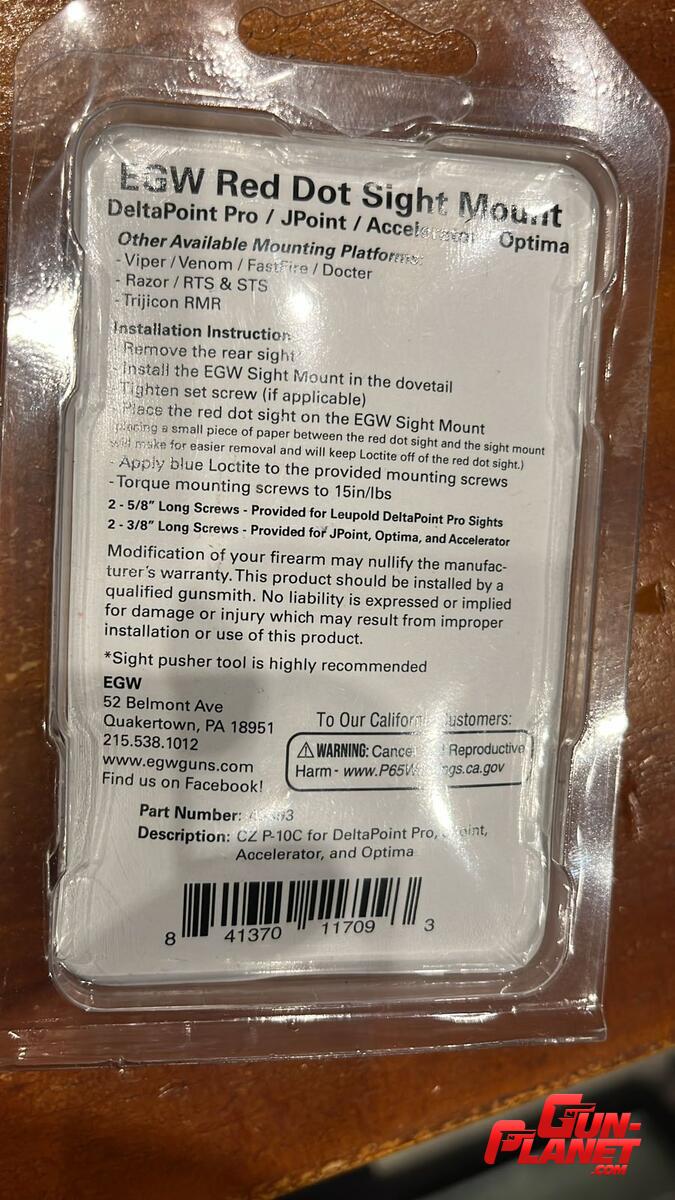 EGW Red Dot Sight Mount
DeltaPoint Pro / JPoint / Accelerator Optima
Other Available Mounting Platforms:
- Viper / Venom / FastFire / Docter
- Razor / RTS & STS
- Trijicon RMR
Installation Instruction
- Remove the rear sight
- Install the EGW Sight Mount in the dovetail
- Tighten set screw (if applicable)
- Place the red dot sight on the EGW Sight Mount
placing a small piece of paper between the red dot sight and the sight mount
will make for easier removal and will keep Loctite off of the red dot sight.)
- Apply blue Loctite to the provided mounting screws
- Torque mounting screws to 15in/lbs
2 - 5/8" Long Screws - Provided for Leupold DeltaPoint Pro Sights
2 - 3/8" Long Screws - Provided for JPoint, Optima, and Accelerator
Modification of your firearm may nullify the manufac-
turer's warranty. This product should be installed by a
qualified gunsmith. No liability is expressed or implied
for damage or injury which may result from improper
installation or use of this product.
*Sight pusher tool is highly recommended
EGW
52 Belmont Ave
Quakertown, PA 18951
215.538.1012
www.egwguns.com
Find us on Facebook!
To Our Customers:
⚠ WARNING: Reproductive
Harm -
Part Number:
Description: CZ P-10C for DeltaPoint Pro,
Accelerator, and Optima
8 41370 11709 3
GUN-
PLANET
.COM